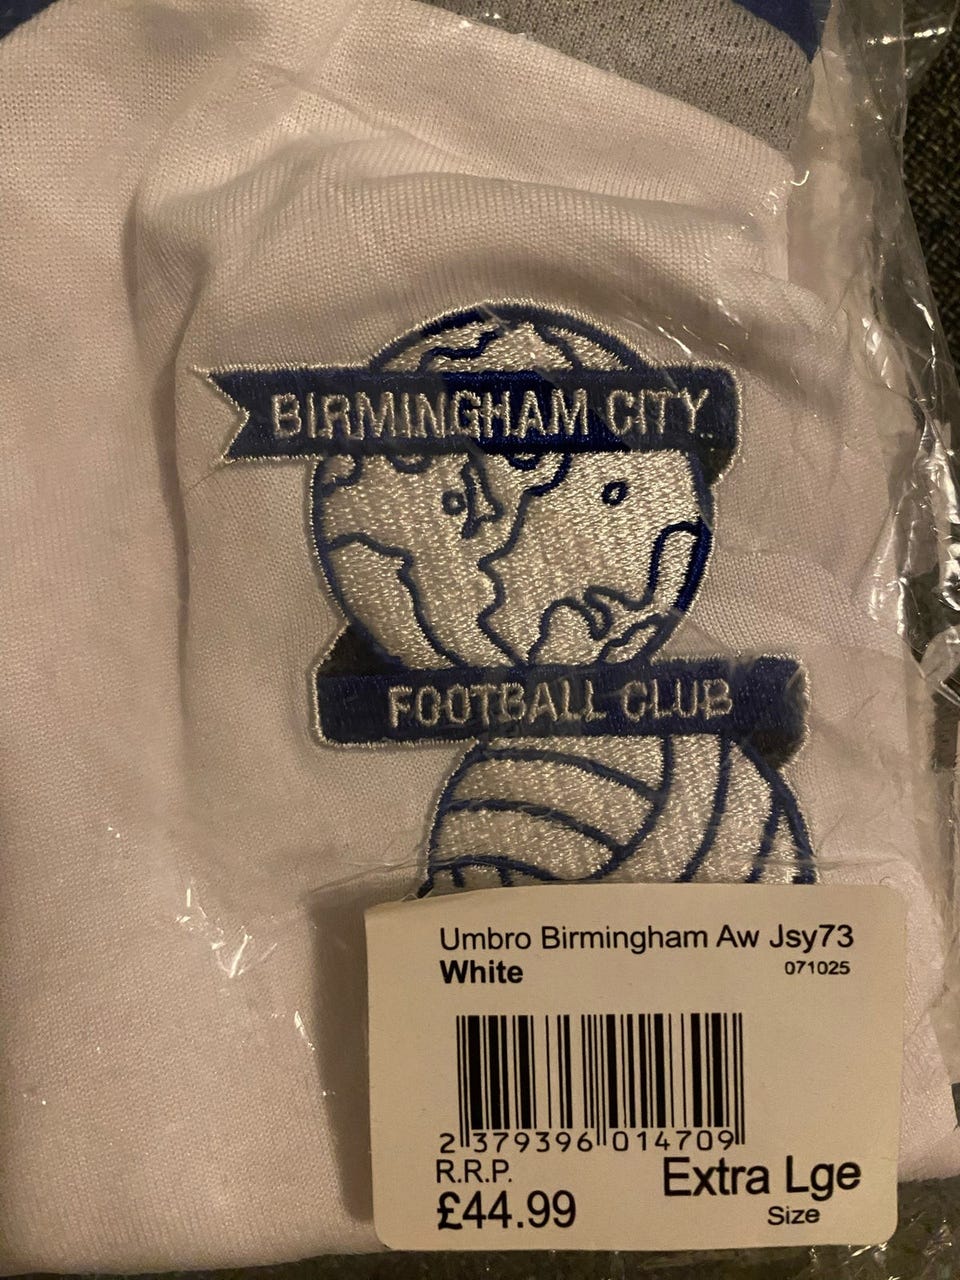 BIRMINGHAM CITY
FOOTBALL CLUB
Umbro Birmingham Aw Jsy73
White 071025
2 379396 014709
R.R.P. Extra Lge
£44.99 Size